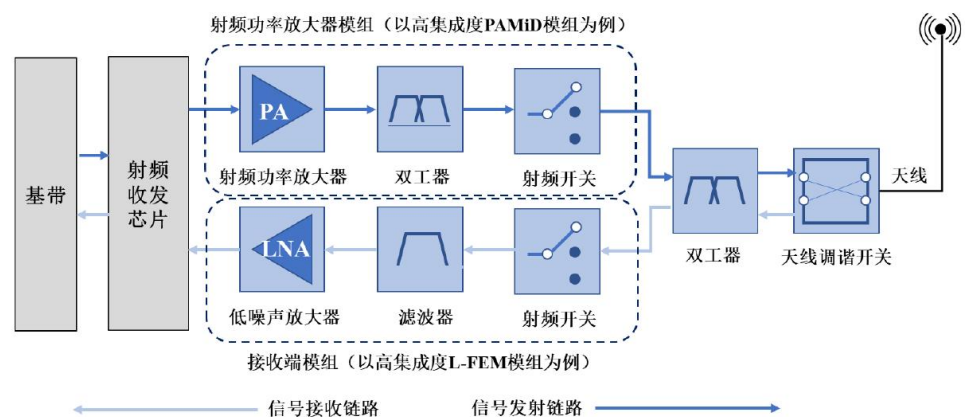 射频功率放大器模组（以高集成度PAMiD模组为例）
基带
射频
收发
芯片
PA
射频功率放大器
双工器
射频开关
LNA
低噪声放大器
滤波器
射频开关
双工器
天线调谐开关
天线
接收端模组（以高集成度L-FEM模组为例）
信号接收链路
信号发射链路